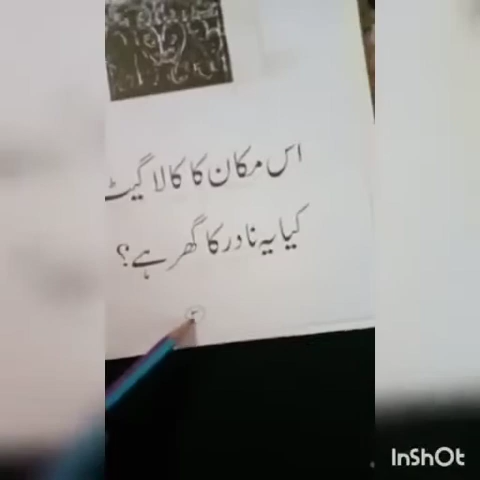 اس مکان کا کالا گیٹ
کیا یہ نادر کا گھر ہے؟
InShOt